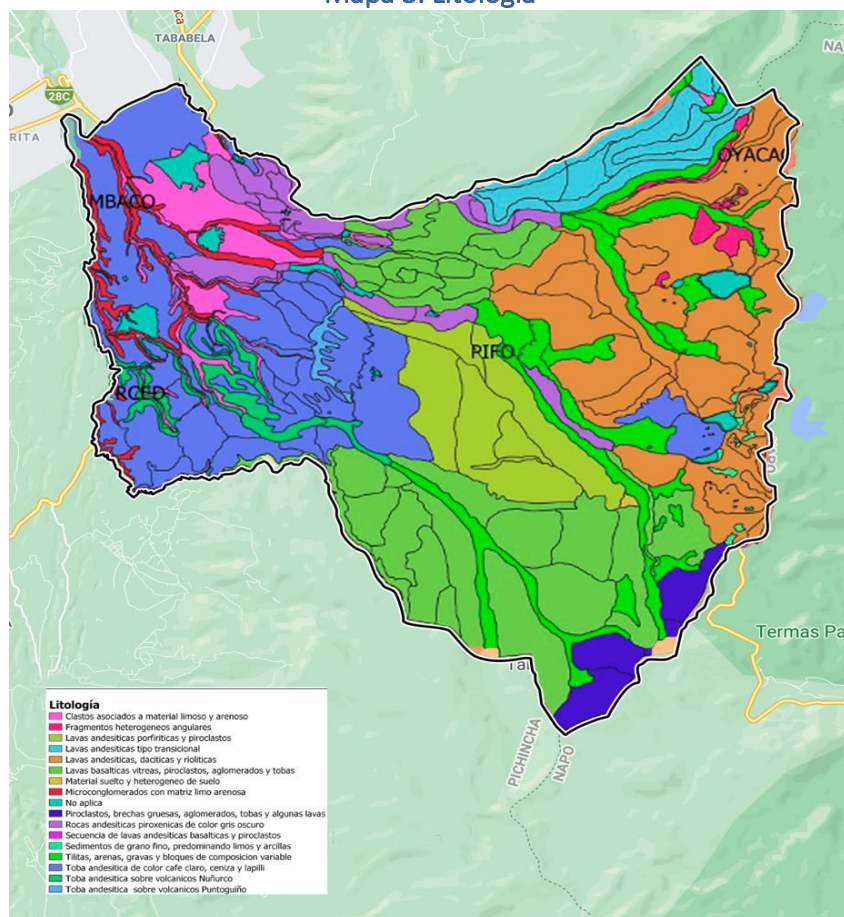 TABABELA
28C
RITA
NA
OYACAC
MBACO
PIFO
RCED
Termas Pa
PICHINCHA
NAPO
Litología
Clastos asociados a material limoso y arenoso
Fragmentos heterogeneos angulares
Lavas andesiticas porfiriticas y piroclastos
Lavas andesiticas tipo transicional
Lavas andesiticas, daciticas y rioliticas
Lavas basalticas vitreas, piroclastos, aglomerados y tobas
Material suelto y heterogeneo de suelo
Microconglomerados con matriz limo arenosa
No aplica
Piroclastos, brechas gruesas, aglomerados, tobas y algunas lavas
Rocas andesiticas piroxenicas de color gris oscuro
Secuencia de lavas andesiticas basalticas y piroclastos
Sedimentos de grano fino, predominando limos y arcillas
Tilitas, arenas, gravas y bloques de composicion variable
Toba andesitica de color cafe claro, ceniza y lapilli
Toba andesitica sobre volcanicos Nuñurco
Toba andesitica sobre volcanicos Puntoguiño